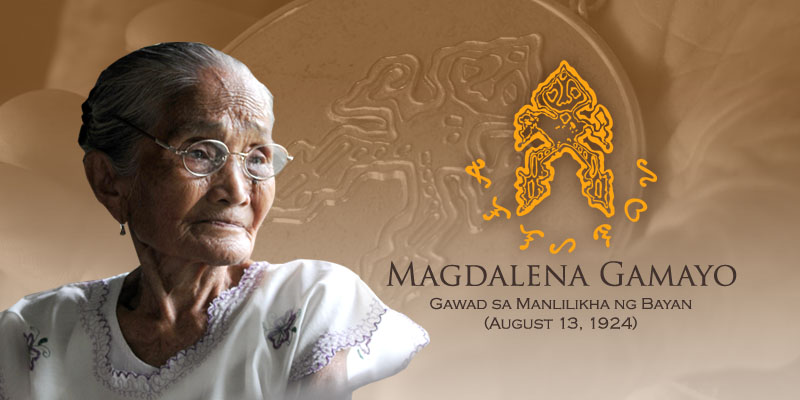 MAGDALENA GAMAYO
GAWAD SA MANLILIKHA NG BAYAN
(AUGUST 13, 1924)